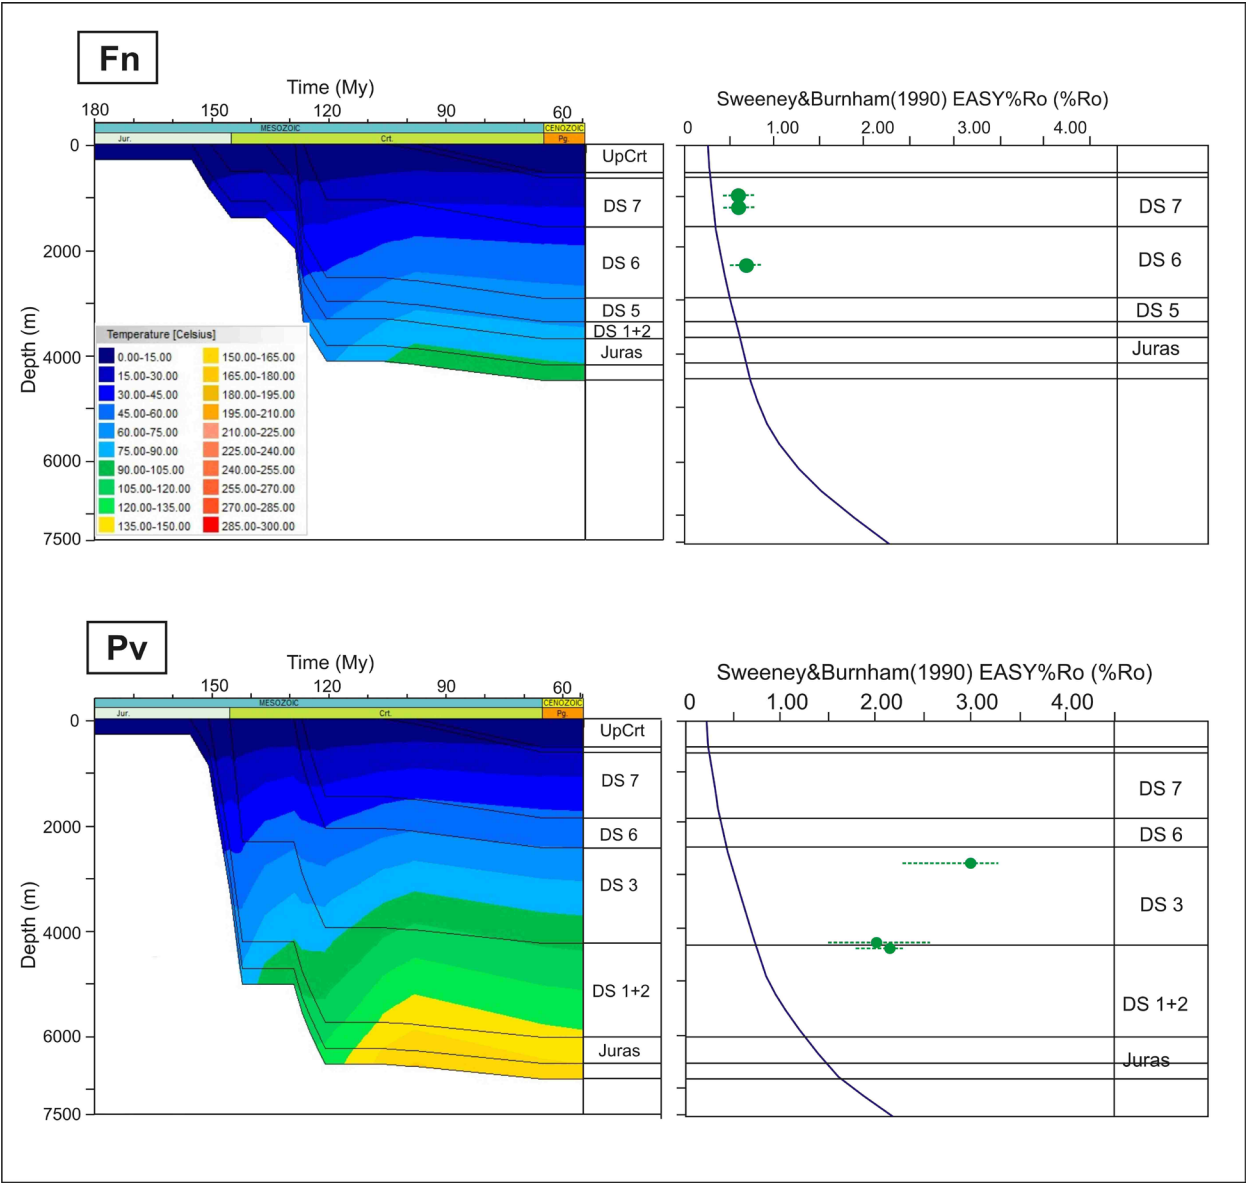 Fn
Time (My)
180 150 120 90 60
MESOZOIC CENOZOIC
Jur. Crt. Pg.
Depth (m)
0
2000
4000
6000
7500
UpCrt
DS 7
DS 6
DS 5
DS 1+2
Juras
Temperature [Celsius]
0.00-15.00 150.00-165.00
15.00-30.00 165.00-180.00
30.00-45.00 180.00-195.00
45.00-60.00 195.00-210.00
60.00-75.00 210.00-225.00
75.00-90.00 225.00-240.00
90.00-105.00 240.00-255.00
105.00-120.00 255.00-270.00
120.00-135.00 270.00-285.00
135.00-150.00 285.00-300.00
Sweeney&Burnham(1990) EASY%Ro (%Ro)
0 1.00 2.00 3.00 4.00
DS 7
DS 6
DS 5
Juras
Pv
Time (My)
150 120 90 60
MESOZOIC CENOZOIC
Jur. Crt. Pg.
Depth (m)
0
2000
4000
6000
7500
UpCrt
DS 7
DS 6
DS 3
DS 1+2
Juras
Sweeney&Burnham(1990) EASY%Ro (%Ro)
0 1.00 2.00 3.00 4.00
DS 7
DS 6
DS 3
DS 1+2
Juras